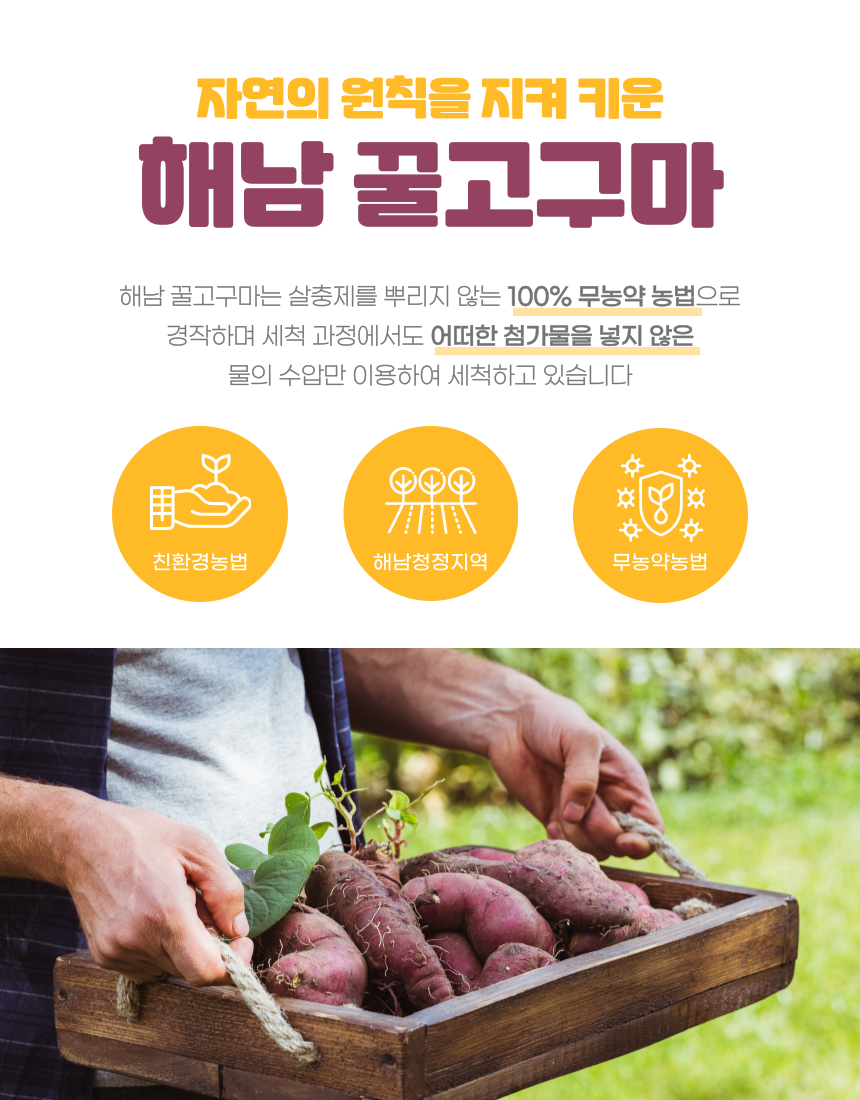 자연의 원칙을 지켜 키운
해남 꿀고구마
해남 꿀고구마는 살충제를 뿌리지 않는 100% 무농약 농법으로
경작하며 세척 과정에서도 어떠한 첨가물을 넣지 않은
물의 수압만 이용하여 세척하고 있습니다
친환경농법
해남청정지역
무농약농법